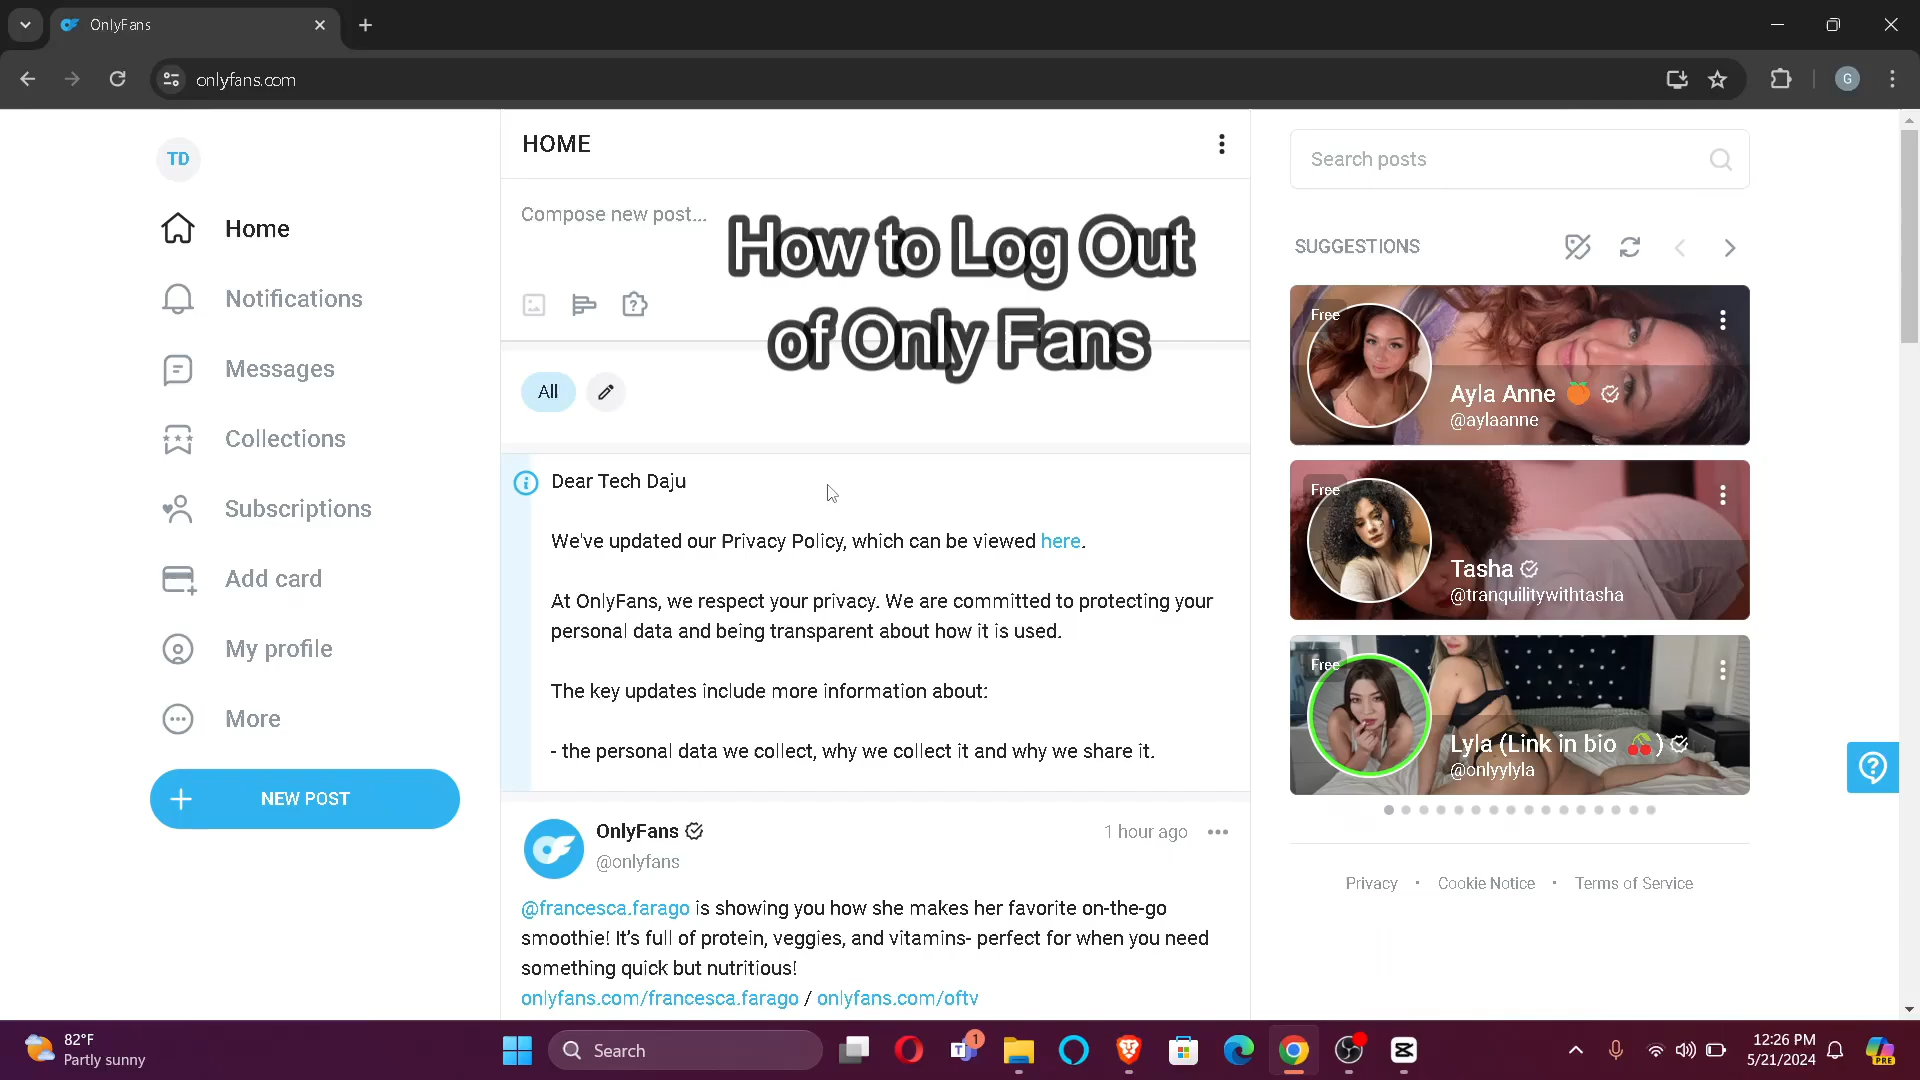 OnlyFans
onlyfans.com
G
TD
Home
Notifications
Messages
Collections
Subscriptions
Add card
My profile
More
NEW POST
HOME
Compose new post...
How to Log Out
of Only Fans
All
Dear Tech Daju
We've updated our Privacy Policy, which can be viewed here.
At OnlyFans, we respect your privacy. We are committed to protecting your
personal data and being transparent about how it is used.
The key updates include more information about:
- the personal data we collect, why we collect it and why we share it.
OnlyFans
1 hour ago
@onlyfans
@francesca.farago is showing you how she makes her favorite on-the-go
smoothie! It's full of protein, veggies, and vitamins- perfect for when you need
something quick but nutritious!
onlyfans.com/francesca.farago / onlyfans.com/oftv
Search posts
SUGGESTIONS
Free
Ayla Anne 🍑
@aylaanne
Free
Tasha
@tranquilitywithtasha
Free
Lyla (Link in bio 🍒)
@onlyylyla
Privacy • Cookie Notice • Terms of Service
82°F
Partly sunny
Search
1
12:26 PM
5/21/2024
PRE